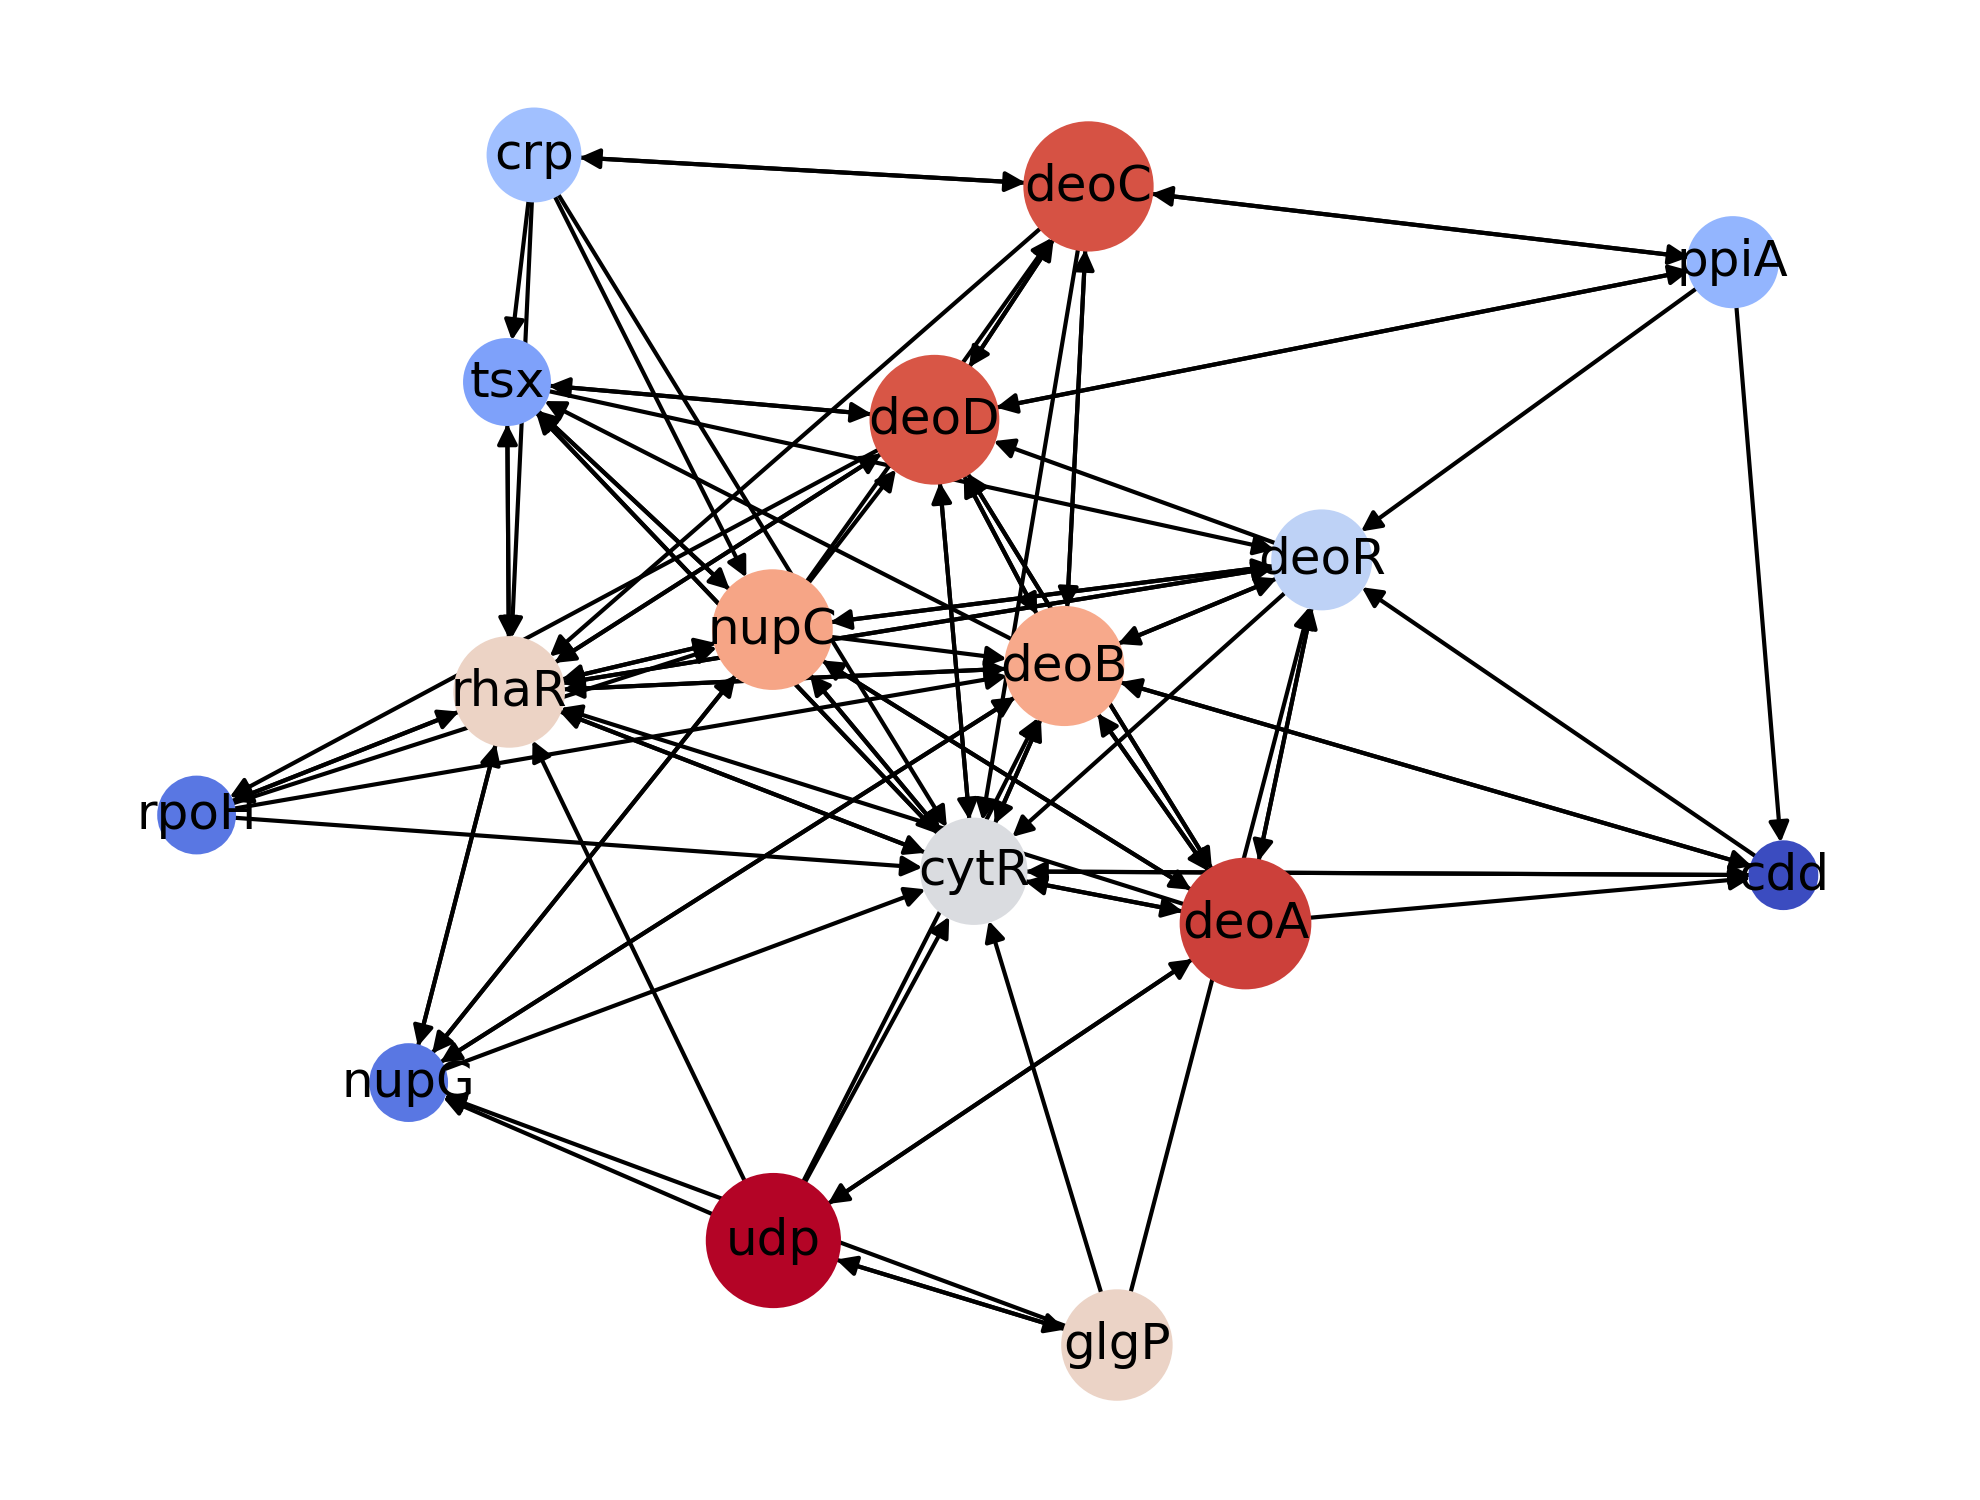 crp
deoC
ppiA
tsx
deoD
deoR
nupC
deoB
rhaR
rpoH
cytR
cdd
deoA
nupG
udp
glgP